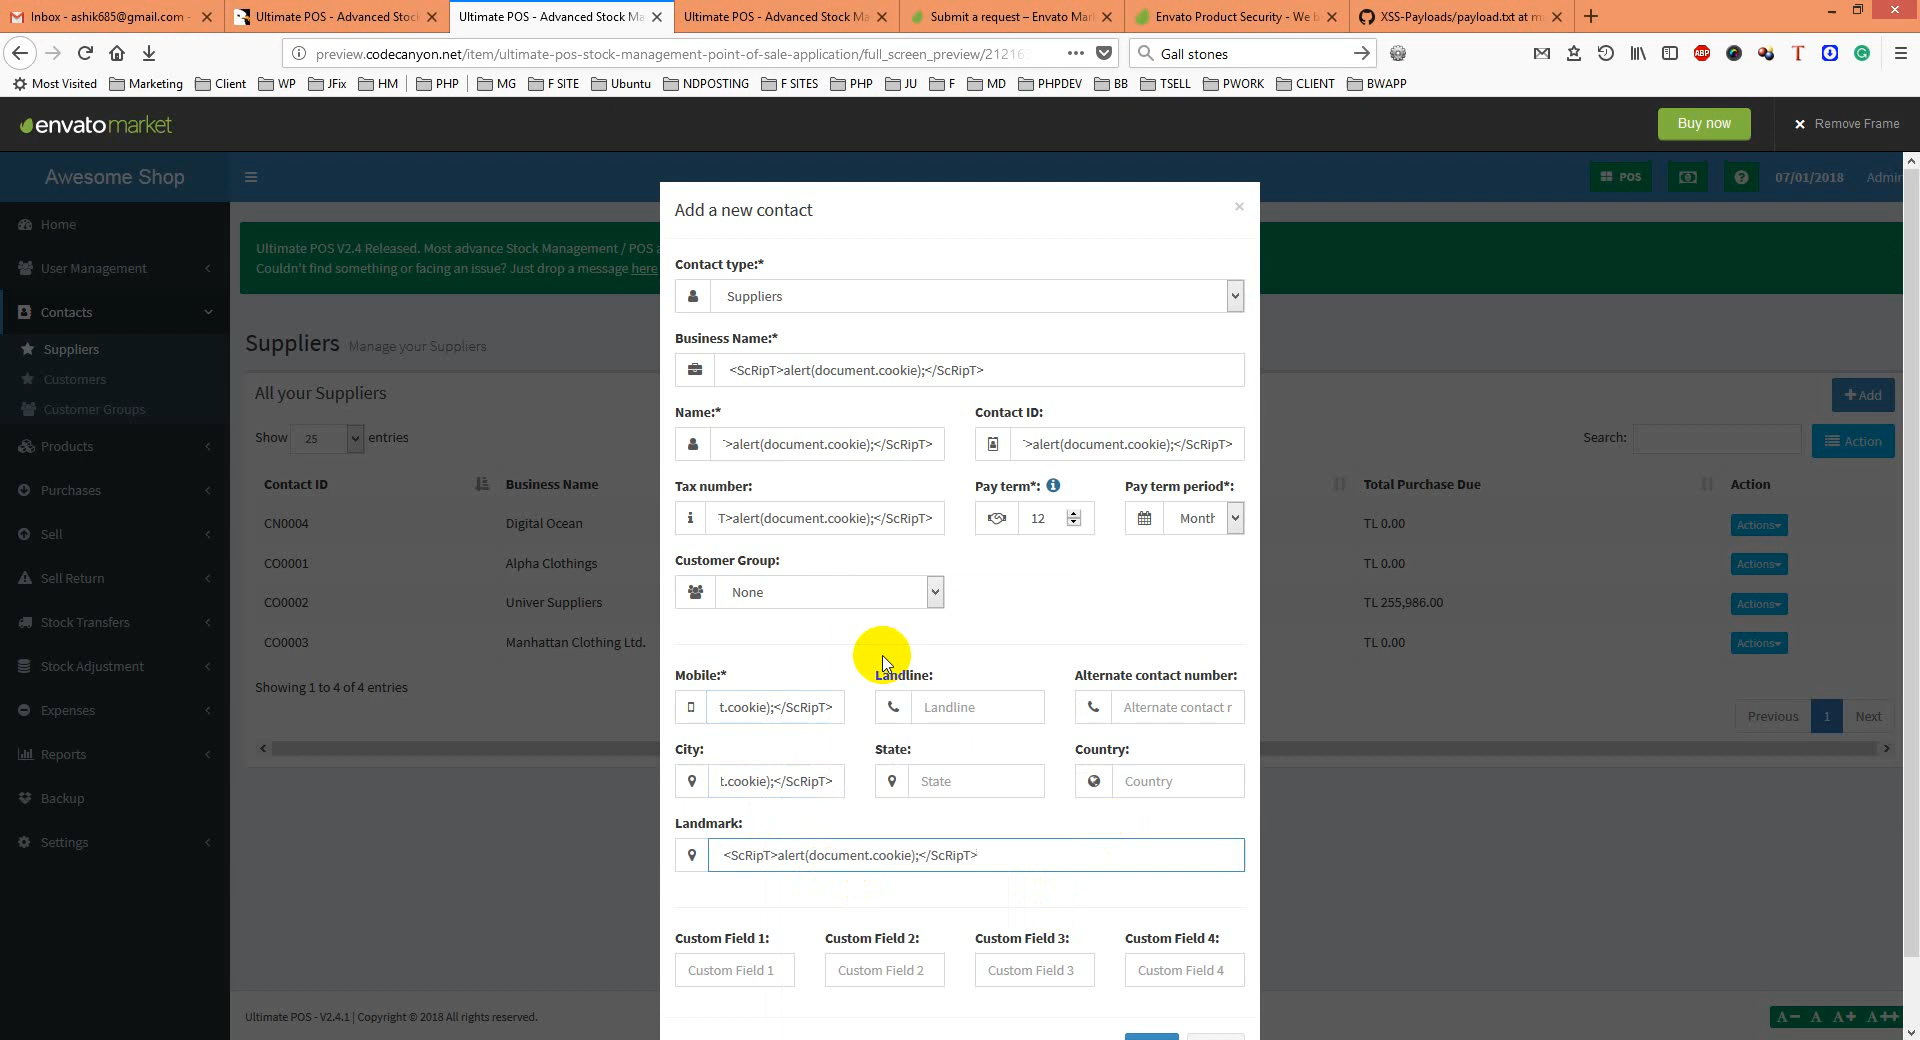 Inbox - ashik685@gmail.com -
Ultimate POS - Advanced Stock
Ultimate POS - Advanced Stock Ma
Ultimate POS - Advanced Stock Ma
Submit a request – Envato Mar
Envato Product Security - We b
XSS-Payloads/payload.txt at m
preview.codecanyon.net/item/ultimate-pos-stock-management-point-of-sale-application/full_screen_preview/21216
Gall stones
Most Visited Marketing Client WP JFix HM PHP MG F SITE Ubuntu NDPOSTING F SITES PHP JU F MD PHPDEV BB TSELL PWORK CLIENT BWAPP
envatomarket
Buy now
Remove Frame
Awesome Shop
POS
07/01/2018
Admin
Home
User Management
Contacts
Suppliers
Customers
Customer Groups
Products
Purchases
Sell
Sell Return
Stock Transfers
Stock Adjustment
Expenses
Reports
Backup
Settings
Ultimate POS V2.4 Released. Most advance Stock Management / POS a
Couldn't find something or facing an issue? Just drop a message here
Suppliers Manage your Suppliers
All your Suppliers
+Add
Show 25 entries
Search:
Action
Contact ID Business Name Total Purchase Due Action
CN0004 Digital Ocean TL 0.00 Actions
CO0001 Alpha Clothings TL 0.00 Actions
CO0002 Univer Suppliers TL 255,986.00 Actions
CO0003 Manhattan Clothing Ltd. TL 0.00 Actions
Showing 1 to 4 of 4 entries
Previous 1 Next
Add a new contact
×
Contact type:*
Suppliers
Business Name:*
<ScRipT>alert(document.cookie);</ScRipT>
Name:* Contact ID:
>alert(document.cookie);</ScRipT> >alert(document.cookie);</ScRipT>
Tax number: Pay term*: Pay term period*:
T>alert(document.cookie);</ScRipT> 12 Month
Customer Group:
None
Mobile:* Landline: Alternate contact number:
t.cookie);</ScRipT> Landline Alternate contact r
City: State: Country:
t.cookie);</ScRipT> State Country
Landmark:
<ScRipT>alert(document.cookie);</ScRipT>
Custom Field 1: Custom Field 2: Custom Field 3: Custom Field 4:
Custom Field 1 Custom Field 2 Custom Field 3 Custom Field 4
Ultimate POS - V2.4.1 | Copyright © 2018 All rights reserved.
A− A A+ A++